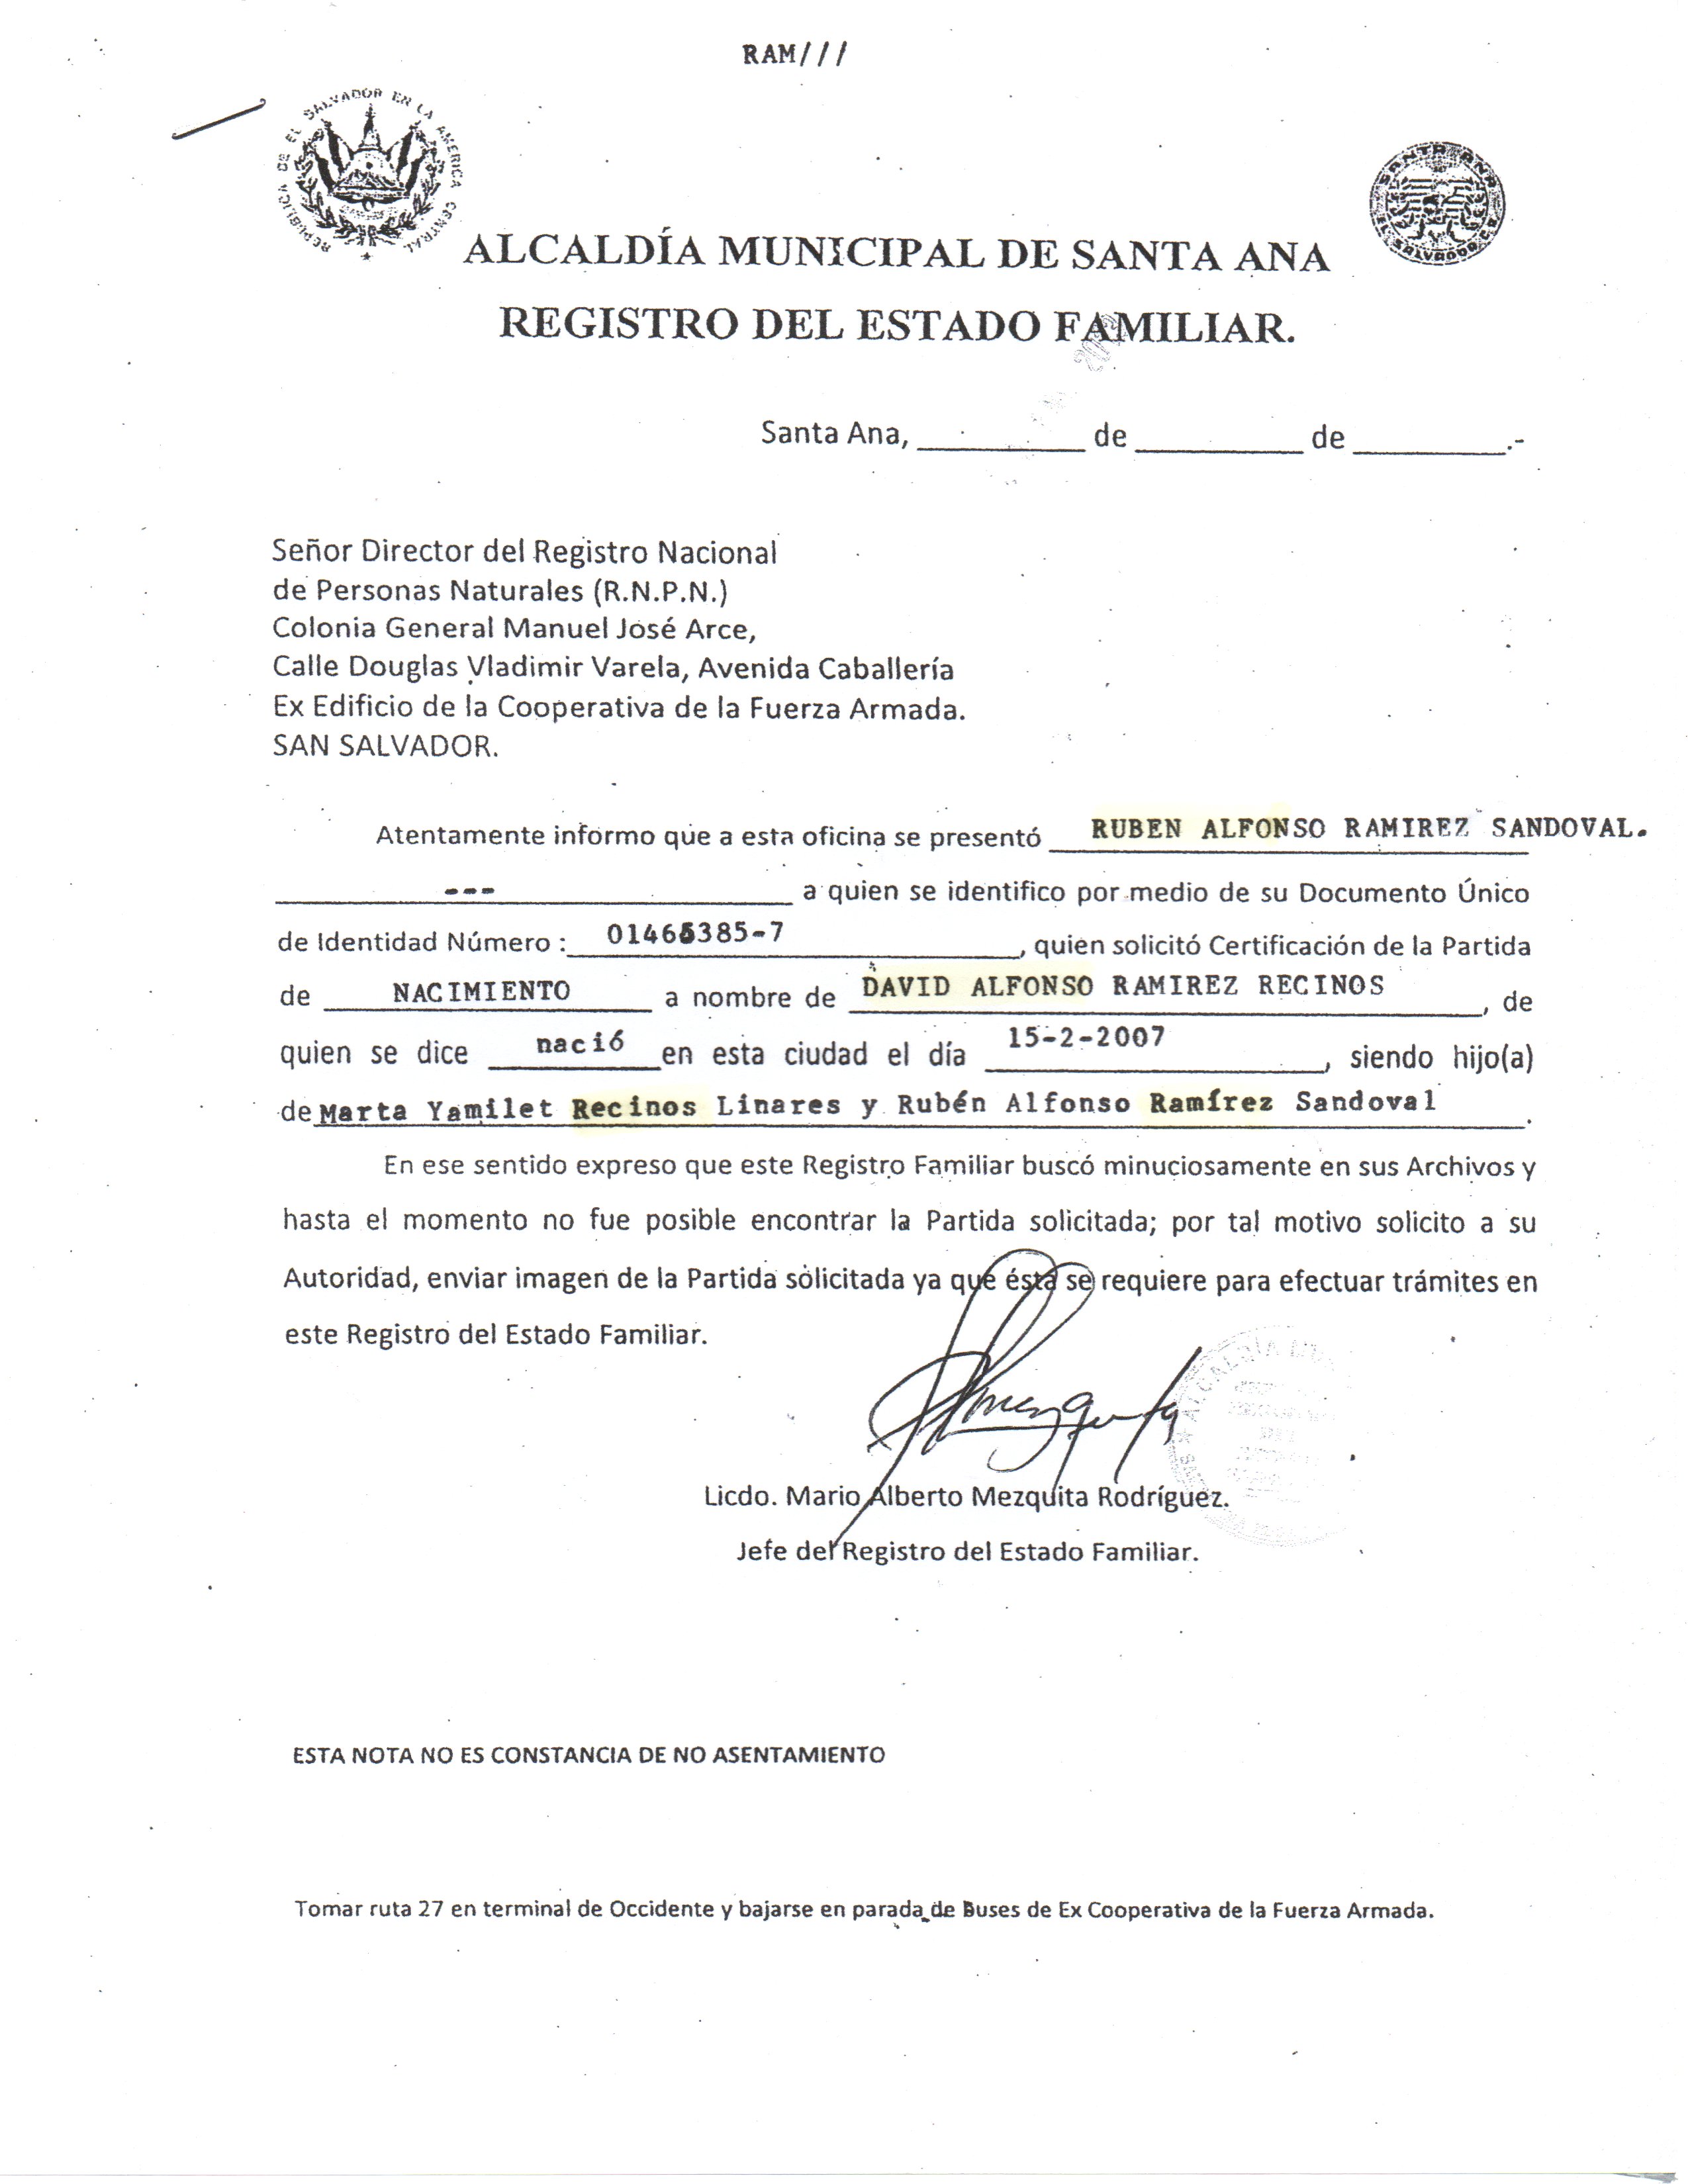 RAM///
REPUBLICA DE EL SALVADOR EN LA AMERICA CENTRAL
SANTA ANA
EL SALVADOR C.A.
ALCALDÍA MUNICIPAL DE SANTA ANA
REGISTRO DEL ESTADO FAMILIAR.
Santa Ana, __________ de __________ de __________.-
Señor Director del Registro Nacional
de Personas Naturales (R.N.P.N.)
Colonia General Manuel José Arce,
Calle Douglas Vladimir Varela, Avenida Caballería
Ex Edificio de la Cooperativa de la Fuerza Armada.
SAN SALVADOR.
Atentamente informo que a esta oficina se presentó RUBEN ALFONSO RAMIREZ SANDOVAL.
--- a quien se identifico por medio de su Documento Único
de Identidad Número : 01466385-7, quien solicitó Certificación de la Partida
de NACIMIENTO a nombre de DAVID ALFONSO RAMIREZ RECINOS, de
quien se dice nació en esta ciudad el día 15-2-2007, siendo hijo(a)
de Marta Yamilet Recinos Linares y Rubén Alfonso Ramírez Sandoval.
En ese sentido expreso que este Registro Familiar buscó minuciosamente en sus Archivos y
hasta el momento no fue posible encontrar la Partida solicitada; por tal motivo solicito a su
Autoridad, enviar imagen de la Partida solicitada ya que ésta se requiere para efectuar trámites en
este Registro del Estado Familiar.
Licdo. Mario Alberto Mezquita Rodríguez.
Jefe del Registro del Estado Familiar.
ESTA NOTA NO ES CONSTANCIA DE NO ASENTAMIENTO
Tomar ruta 27 en terminal de Occidente y bajarse en parada de Buses de Ex Cooperativa de la Fuerza Armada.